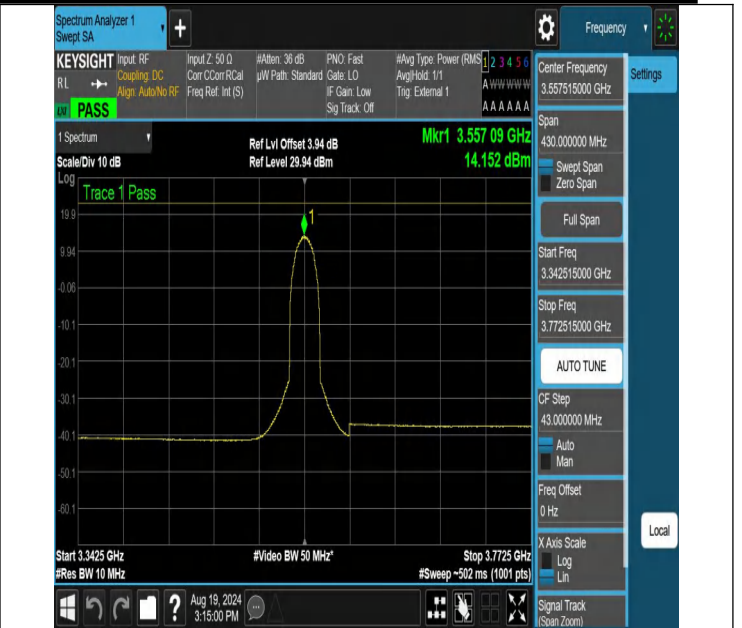 Spectrum Analyzer 1
Swept SA
+
Frequency
KEYSIGHT
RL
PASS
Input: RF
Coupling: DC
Align: Auto/No RF
Input Z: 50 Ω
Corr CCorr RCal
Freq Ref: Int (S)
#Atten: 36 dB
µW Path: Standard
PNO: Fast
Gate: LO
IF Gain: Low
Sig Track: Off
#Avg Type: Power (RMS
Avg|Hold: 1/1
Trig: External 1
1 2 3 4 5 6
A W W W W W
A A A A A A
Center Frequency
3.557515000 GHz
Settings
Span
430.000000 MHz
Swept Span
Zero Span
Full Span
Start Freq
3.342515000 GHz
Stop Freq
3.772515000 GHz
AUTO TUNE
CF Step
43.000000 MHz
Auto
Man
Freq Offset
0 Hz
X Axis Scale
Log
Lin
Signal Track
(Span Zoom)
Local
1 Spectrum
Scale/Div 10 dB
Log
Ref Lvl Offset 3.94 dB
Ref Level 29.94 dBm
Mkr1 3.557 09 GHz
14.152 dBm
Trace 1 Pass
1
19.9
9.94
-0.06
-10.1
-20.1
-30.1
-40.1
-50.1
-60.1
Start 3.3425 GHz
#Res BW 10 MHz
#Video BW 50 MHz*
Stop 3.7725 GHz
#Sweep ~502 ms (1001 pts)
?
Aug 19, 2024
3:15:00 PM